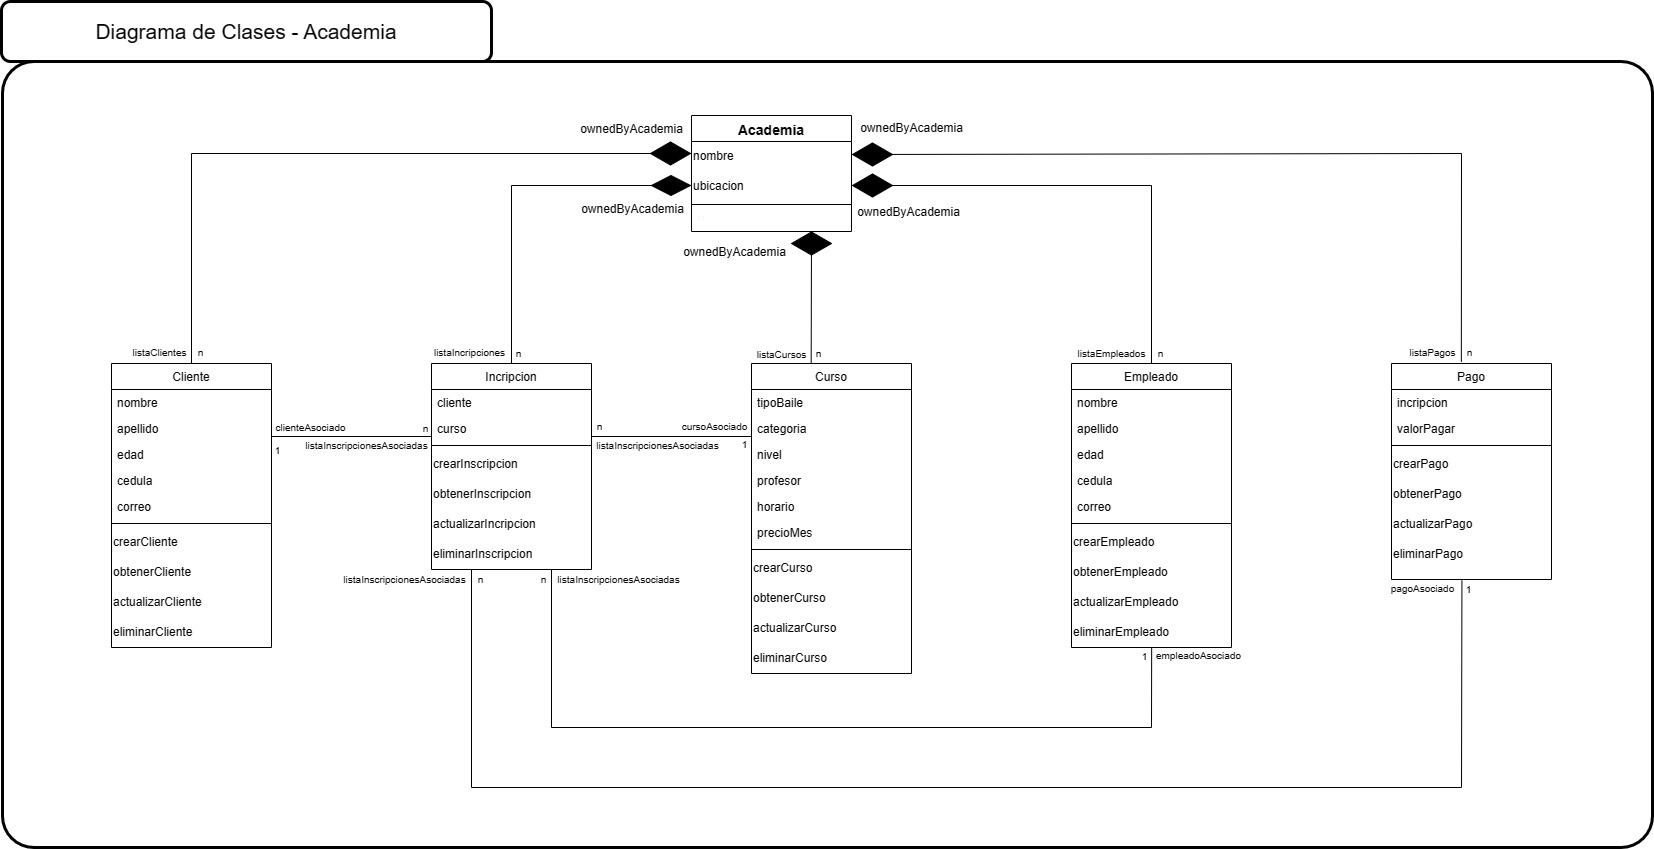 Diagrama de Clases - Academia
ownedByAcademia
Academia
ownedByAcademia
nombre
ubicacion
ownedByAcademia
ownedByAcademia
ownedByAcademia
listaClientes
n
listaIncripciones
n
listaCursos
n
listaEmpleados
n
listaPagos
n
Cliente
nombre
apellido
edad
cedula
correo
crearCliente
obtenerCliente
actualizarCliente
eliminarCliente
clienteAsociado
1
n
listaInscripcionesAsociadas
Incripcion
cliente
curso
crearInscripcion
obtenerInscripcion
actualizarIncripcion
eliminarInscripcion
n
listaInscripcionesAsociadas
cursoAsociado
1
Curso
tipoBaile
categoria
nivel
profesor
horario
precioMes
crearCurso
obtenerCurso
actualizarCurso
eliminarCurso
Empleado
nombre
apellido
edad
cedula
correo
crearEmpleado
obtenerEmpleado
actualizarEmpleado
eliminarEmpleado
Pago
incripcion
valorPagar
crearPago
obtenerPago
actualizarPago
eliminarPago
listaInscripcionesAsociadas
n
n
listaInscripcionesAsociadas
1
empleadoAsociado
pagoAsociado
1